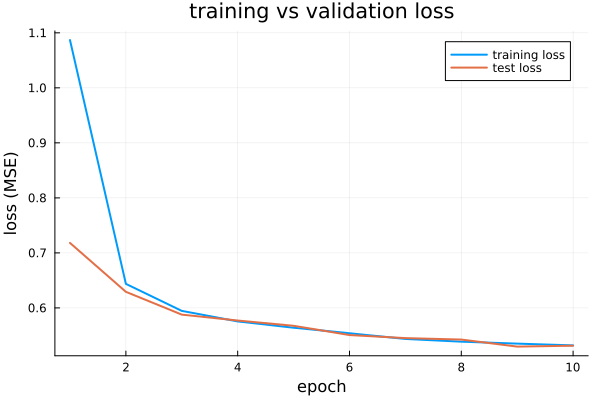 training vs validation loss
1.1
1.0
0.9
0.8
0.7
0.6
loss (MSE)
training loss
test loss
2 4 6 8 10
epoch